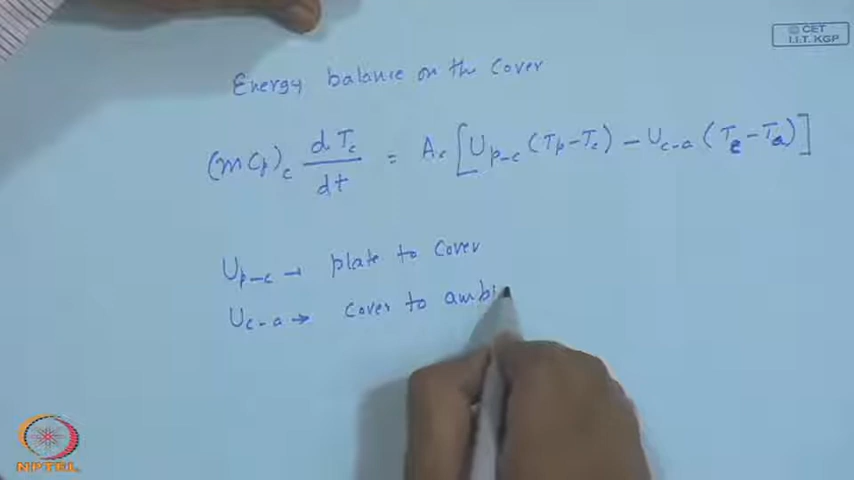 © CET
I.I.T. KGP
Energy balance on the Cover
(m Cp)c dTc/dt = Ac [Up-c (Tp-Tc) - Uc-a (Tc-Ta)]
Up-c → plate to Cover
Uc-a → cover to ambi
NPTEL